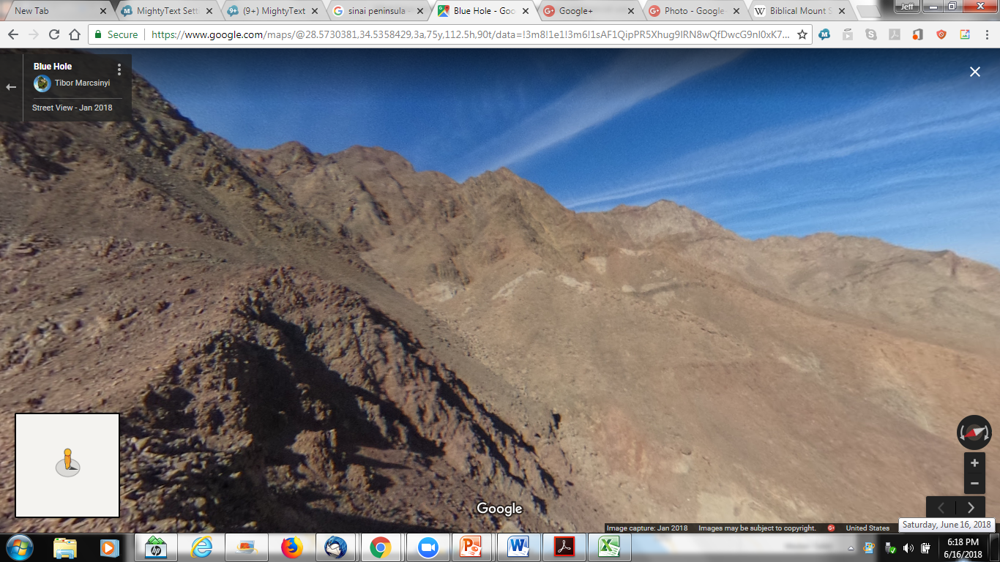 New Tab
MightyText Sett
(9+) MightyText
sinai peninsula -
Blue Hole - Goo
Google+
Photo - Google
Biblical Mount S
Jeff
Secure
https://www.google.com/maps/@28.5730381,34.5358429,3a,75y,112.5h,90t/data=!3m8!1e1!3m6!1sAF1QipPR5Xhug9IRN8wQfDwcG9nI0xK7...
Blue Hole
Tibor Marcsinyi
Street View - Jan 2018
Google
Image capture: Jan 2018 Images may be subject to copyright. United States
Saturday, June 16, 2018
6:18 PM
6/16/2018